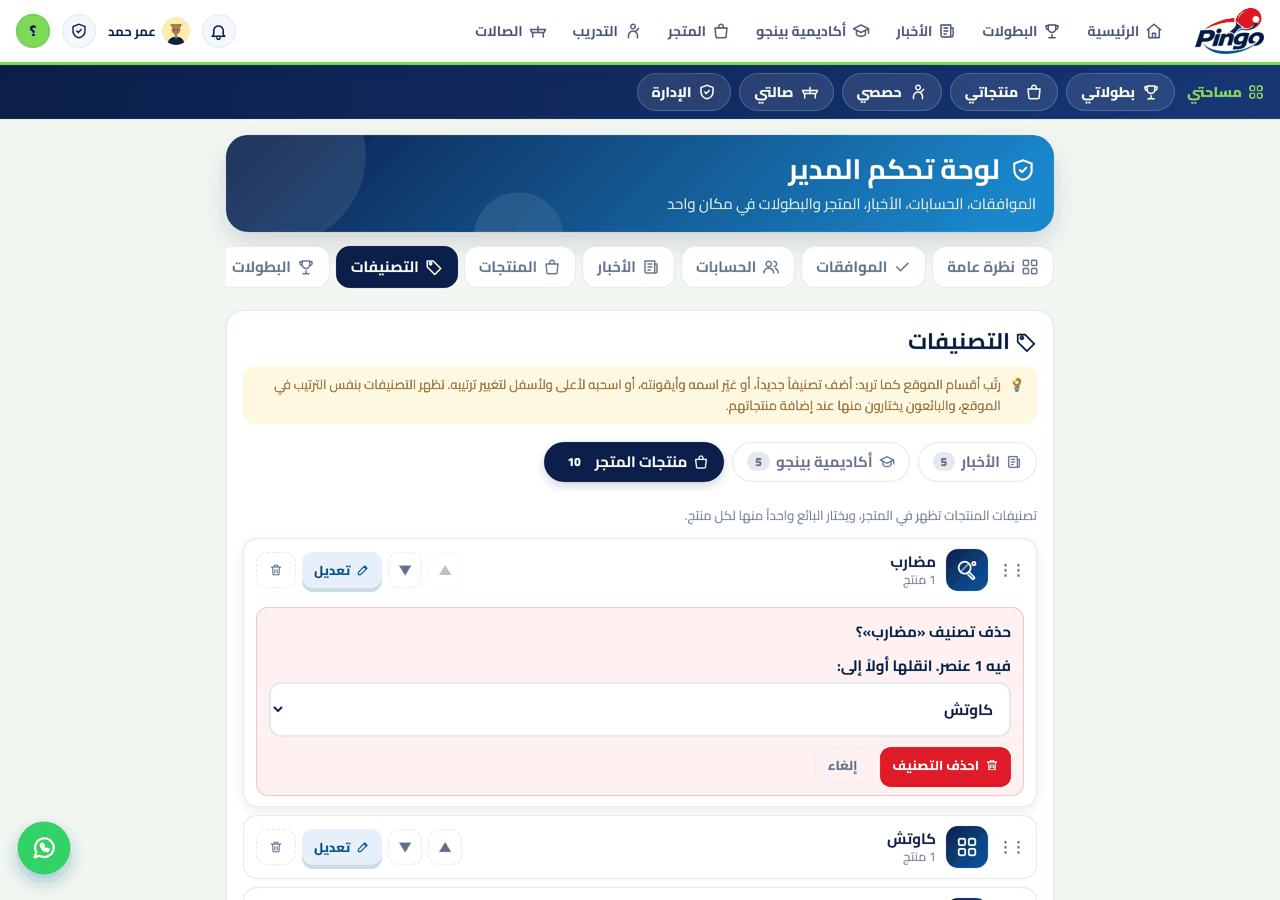 Pingo
الرئيسية
البطولات
الأخبار
أكاديمية بينجو
المتجر
التدريب
الصالات
عمر حمد
؟
مساحتي
بطولاتي
منتجاتي
حصصي
صالتي
الإدارة
لوحة تحكم المدير
الموافقات، الحسابات، الأخبار، المتجر والبطولات في مكان واحد
نظرة عامة
الموافقات
الحسابات
الأخبار
المنتجات
التصنيفات
البطولات
التصنيفات
رتّب أقسام الموقع كما تريد: أضف تصنيفاً جديداً، أو غيّر اسمه وأيقونته، أو اسحبه لأعلى ولأسفل لتغيير ترتيبه. تظهر التصنيفات بنفس الترتيب في
الموقع، والبائعون يختارون منها عند إضافة منتجاتهم.
الأخبار 5
أكاديمية بينجو 5
منتجات المتجر 10
تصنيفات المنتجات تظهر في المتجر، ويختار البائع واحداً منها لكل منتج.
مضارب
1 منتج
تعديل
حذف تصنيف «مضارب»؟
فيه 1 عنصر. انقلها أولاً إلى:
كاوتش
احذف التصنيف
إلغاء
كاوتش
1 منتج
تعديل